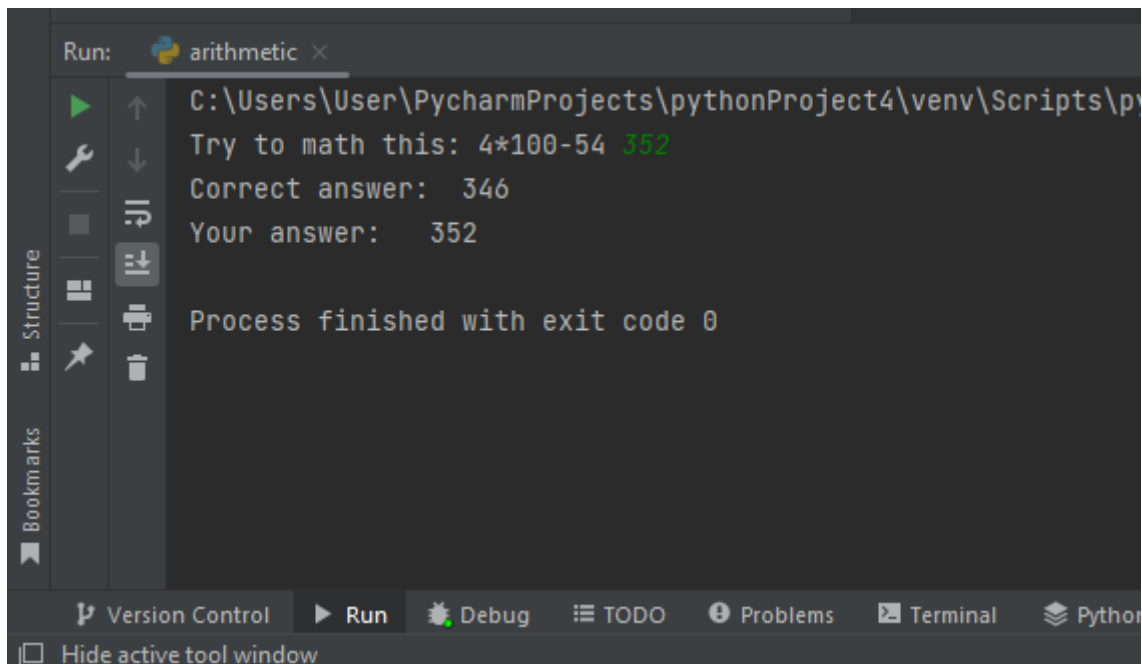 Run: arithmetic
C:\Users\User\PycharmProjects\pythonProject4\venv\Scripts\py
Try to math this: 4*100-54 352
Correct answer:  346
Your answer:   352
Process finished with exit code 0
Structure
Bookmarks
Version Control Run Debug TODO Problems Terminal Python
Hide active tool window